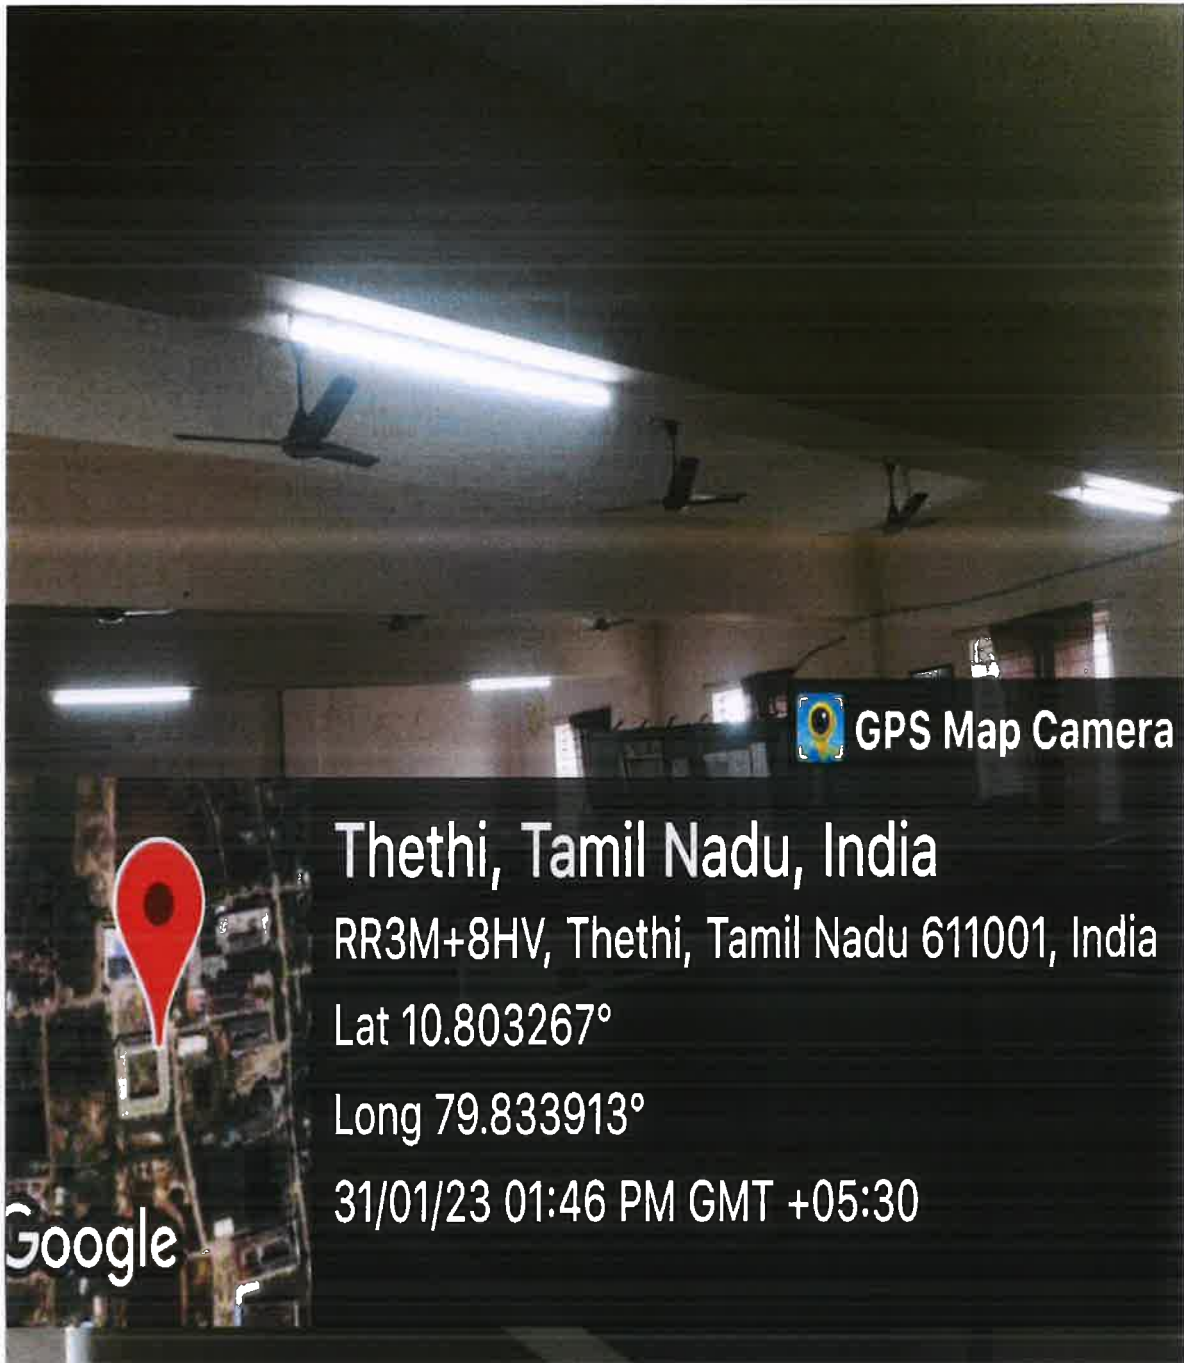 GPS Map Camera
Thethi, Tamil Nadu, India
RR3M+8HV, Thethi, Tamil Nadu 611001, India
Lat 10.803267°
Long 79.833913°
31/01/23 01:46 PM GMT +05:30
Google